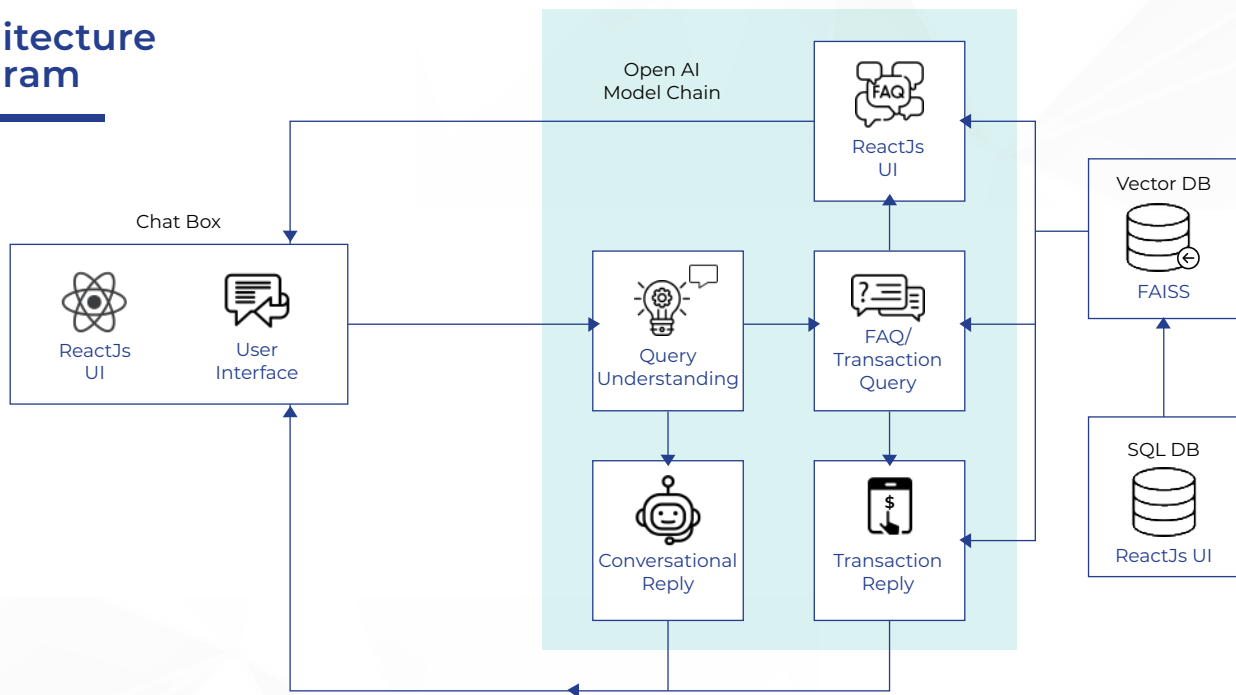 itecture
ram
Open AI
Model Chain
FAQ
ReactJs
UI
Vector DB
FAISS
Chat Box
ReactJs
UI
User
Interface
Query
Understanding
?
FAQ/
Transaction
Query
SQL DB
ReactJs UI
Conversational
Reply
$
Transaction
Reply